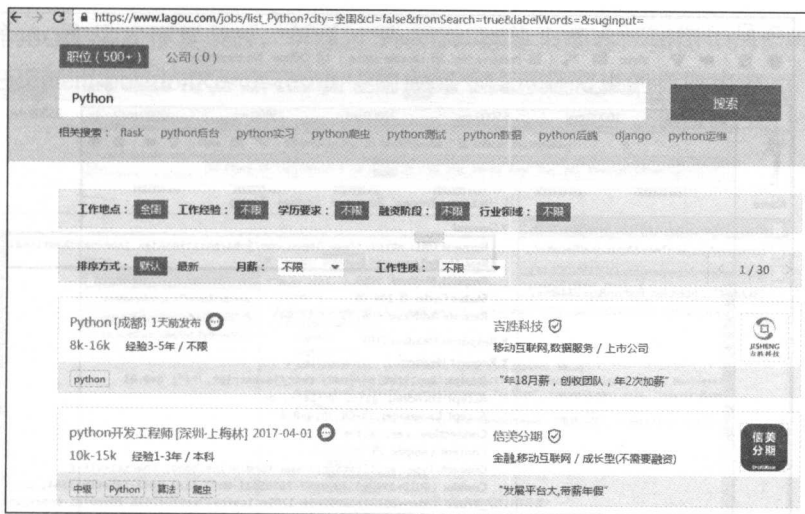 https://www.lagou.com/jobs/list_Python?city=全国&cl=false&fromSearch=true&labelWords=&suginput=
职位 ( 500+ ) 公司 ( 0 )
Python 搜索
相关搜索： flask python后台 python实习 python爬虫 python测试 python数据 python后端 django python运维
工作地点： 全国 工作经验： 不限 学历要求： 不限 融资阶段： 不限 行业领域： 不限
排序方式： 默认 最新 月薪： 不限 工作性质： 不限 1 / 30
Python [成都] 1天前发布 吉胜科技
8k-16k 经验3-5年 / 不限 移动互联网,数据服务 / 上市公司
JISHENG
吉胜科技
python "年18月薪，创收团队，年2次加薪"
python开发工程师 [深圳·上梅林] 2017-04-01 信美分期
10k-15k 经验1-3年 / 本科 金融,移动互联网 / 成长型(不需要融资)
信美
分期
中级 Python 算法 爬虫 "发展平台大,带薪年假"